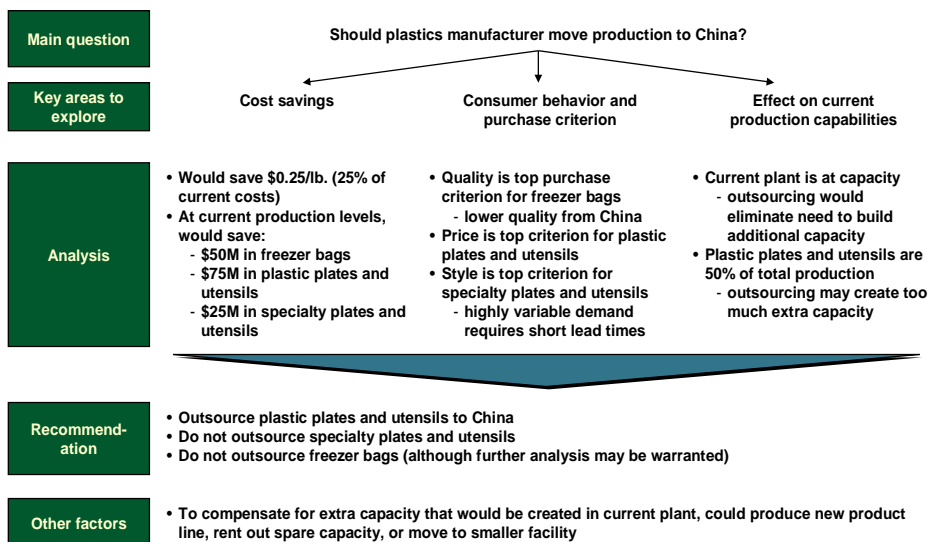 Main question
Should plastics manufacturer move production to China?
Key areas to
explore
Cost savings
Consumer behavior and
purchase criterion
Effect on current
production capabilities
Analysis
• Would save $0.25/lb. (25% of
current costs)
• At current production levels,
would save:
- $50M in freezer bags
- $75M in plastic plates and
utensils
- $25M in specialty plates and
utensils
• Quality is top purchase
criterion for freezer bags
- lower quality from China
• Price is top criterion for plastic
plates and utensils
• Style is top criterion for
specialty plates and utensils
- highly variable demand
requires short lead times
• Current plant is at capacity
- outsourcing would
eliminate need to build
additional capacity
• Plastic plates and utensils are
50% of total production
- outsourcing may create too
much extra capacity
Recommend-
ation
• Outsource plastic plates and utensils to China
• Do not outsource specialty plates and utensils
• Do not outsource freezer bags (although further analysis may be warranted)
Other factors
• To compensate for extra capacity that would be created in current plant, could produce new product
line, rent out spare capacity, or move to smaller facility